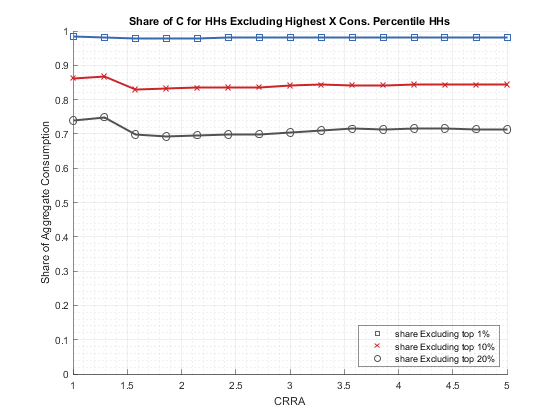 Share of C for HHs Excluding Highest X Cons. Percentile HHs
1
0.9
0.8
0.7
0.6
0.5
0.4
0.3
0.2
0.1
0
Share of Aggregate Consumption
share Excluding top 1%
share Excluding top 10%
share Excluding top 20%
1 1.5 2 2.5 3 3.5 4 4.5 5
CRRA